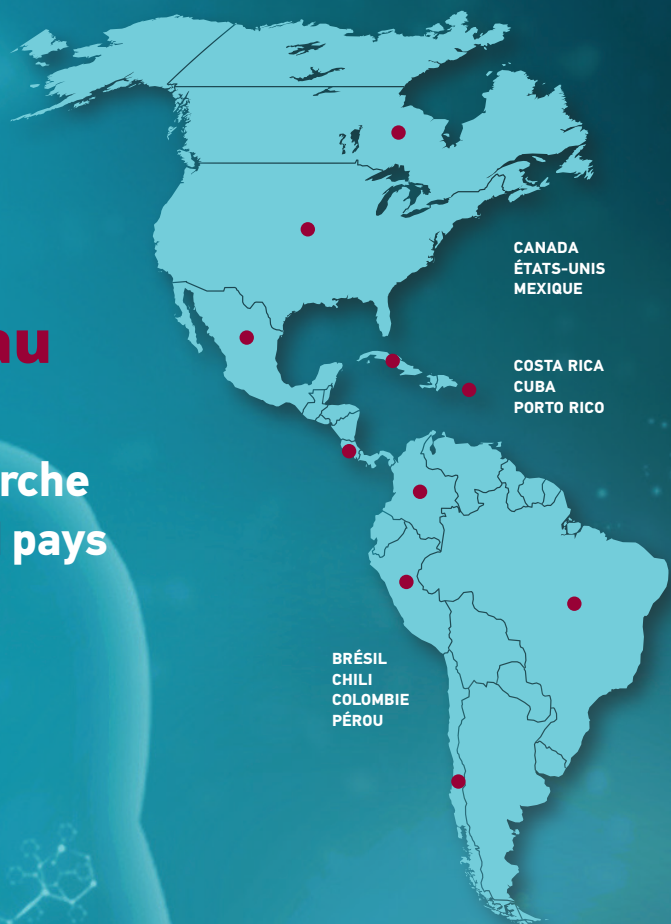 au
rche
pays
CANADA
ÉTATS-UNIS
MEXIQUE
COSTA RICA
CUBA
PORTO RICO
BRÉSIL
CHILI
COLOMBIE
PÉROU